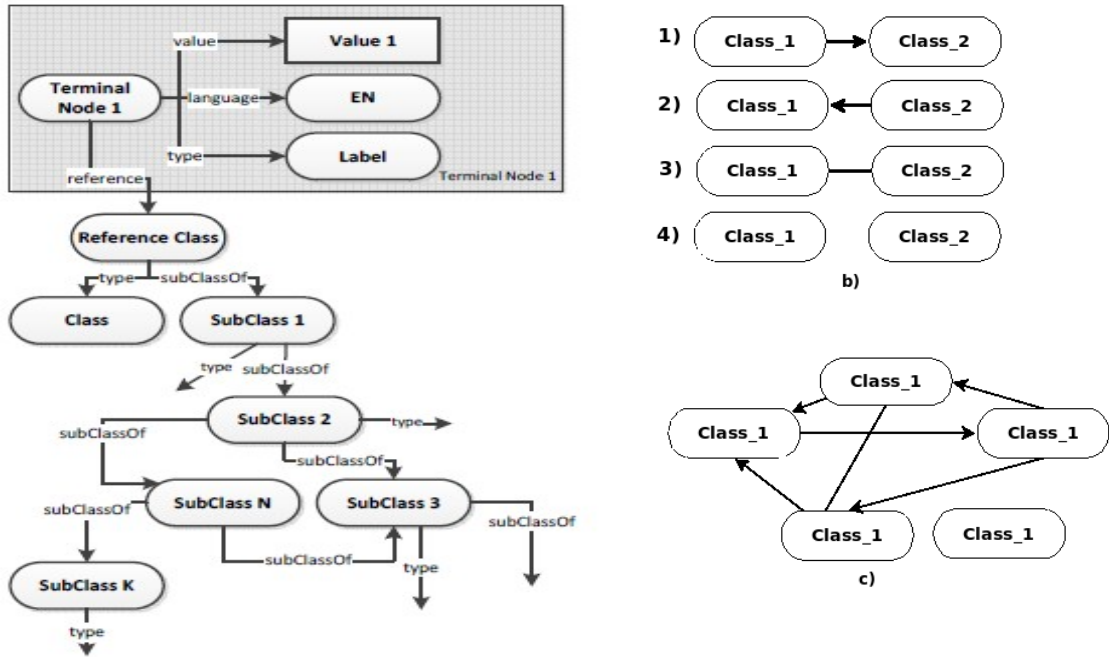 value
Value 1
Terminal
Node 1
language
EN
type
Label
reference
Terminal Node 1
Reference Class
type
subClassOf
Class
SubClass 1
type
subClassOf
SubClass 2
type
subClassOf
subClassOf
SubClass N
SubClass 3
subClassOf
subClassOf
subClassOf
type
SubClass K
type
1)
Class_1
Class_2
2)
Class_1
Class_2
3)
Class_1
Class_2
4)
Class_1
Class_2
b)
Class_1
Class_1
Class_1
Class_1
Class_1
c)